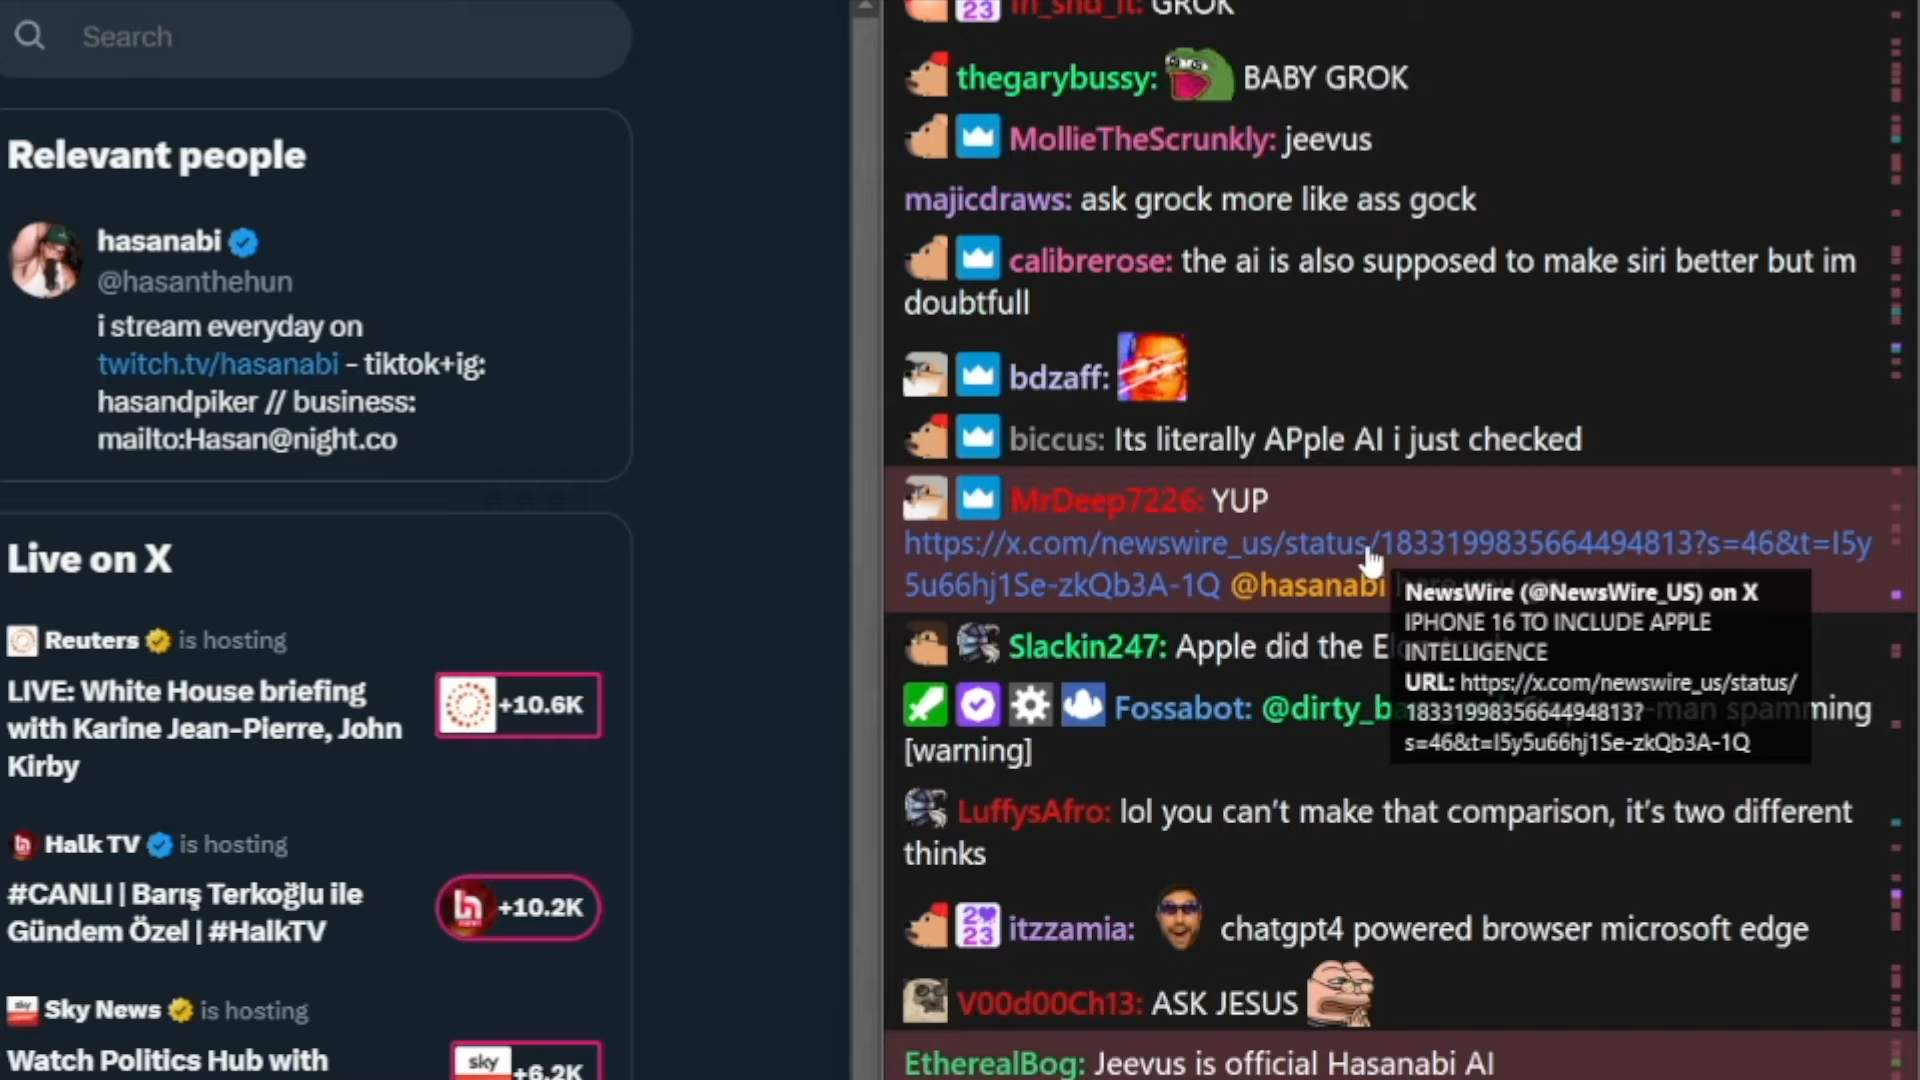 Search
Relevant people
hasanabi
@hasanthehun
i stream everyday on
twitch.tv/hasanabi – tiktok+ig:
hasandpiker // business:
mailto:Hasan@night.co
Live on X
Reuters is hosting
LIVE: White House briefing
with Karine Jean-Pierre, John
Kirby
+10.6K
Halk TV is hosting
#CANLI | Barış Terkoğlu ile
Gündem Özel | #HalkTV
+10.2K
Sky News is hosting
Watch Politics Hub with
sky
+6.2K
23
GROK
thegarybussy: BABY GROK
MollieTheScrunkly: jeevus
majicdraws: ask grock more like ass gock
calibrerose: the ai is also supposed to make siri better but im
doubtfull
bdzaff:
biccus: Its literally APple AI i just checked
MrDeep7226: YUP
https://x.com/newswire_us/status/1833199835664494813?s=46&t=I5y
5u66hj1Se-zkQb3A-1Q @hasanabi
NewsWire (@NewsWire_US) on X
IPHONE 16 TO INCLUDE APPLE
INTELLIGENCE
URL: https://x.com/newswire_us/status/
1833199835664494813?
s=46&t=I5y5u66hj1Se-zkQb3A-1Q
Slackin247: Apple did the
Fossabot: -man spamming
[warning]
LuffysAfro: lol you can't make that comparison, it's two different
thinks
2 23 itzzamia: chatgpt4 powered browser microsoft edge
V00d00Ch13: ASK JESUS
EtherealBog: Jeevus is official Hasanabi AI